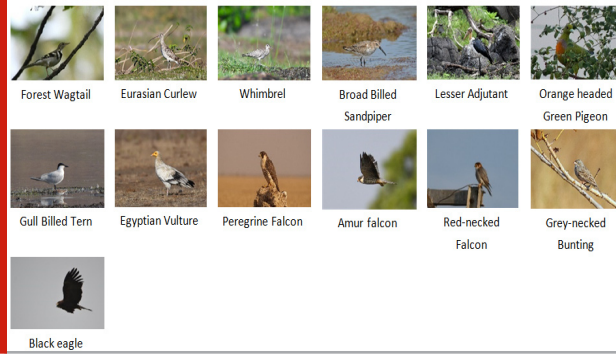 Forest Wagtail
Eurasian Curlew
Whimbrel
Broad Billed
Sandpiper
Lesser Adjutant
Orange headed
Green Pigeon
Gull Billed Tern
Egyptian Vulture
Peregrine Falcon
Amur falcon
Red-necked
Falcon
Grey-necked
Bunting
Black eagle